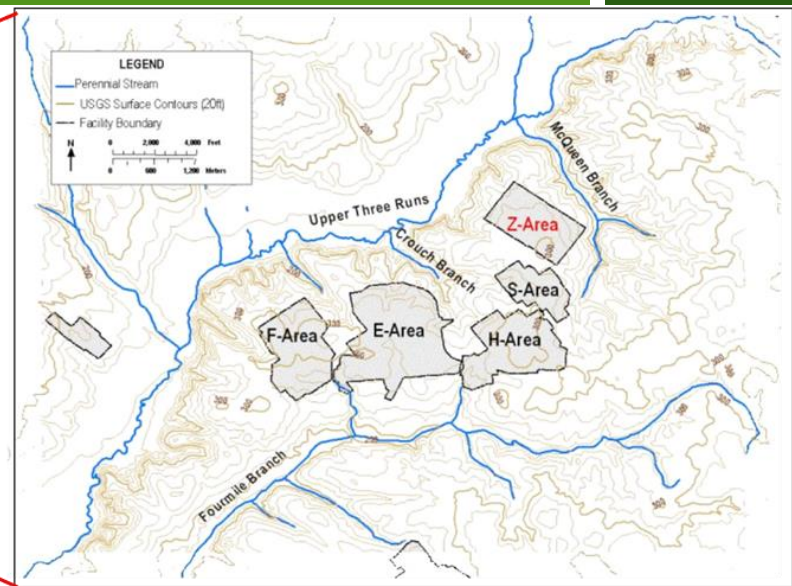 LEGEND
Perennial Stream
USGS Surface Contours (20ft)
Facility Boundary
N
0 2,000 4,000 Feet
0 600 1,200 Meters
McQueen Branch
Upper Three Runs
Z-Area
Crouch Branch
S-Area
F-Area
E-Area
H-Area
Fourmile Branch